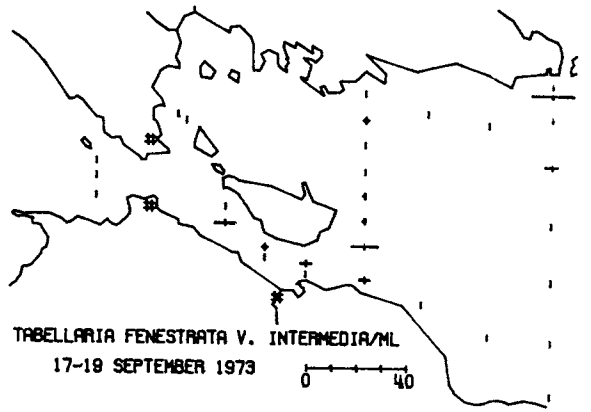 TABELLARIA FENESTRATA V. INTERMEDIA/ML
17-19 SEPTEMBER 1973
0 40